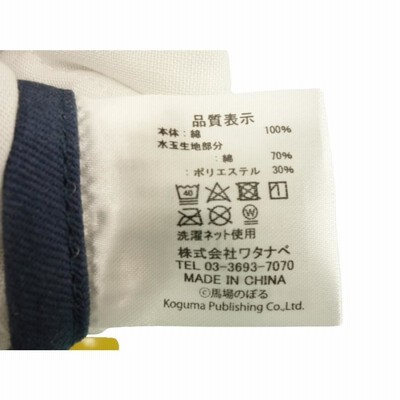 品質表示
本体:綿 100%
水玉生地部分
:綿 70%
:ポリエステル 30%
40
W
洗濯ネット使用
株式会社ワタナベ
TEL 03-3693-7070
MADE IN CHINA
©馬場のぼる
Koguma Publishing Co.,Ltd.